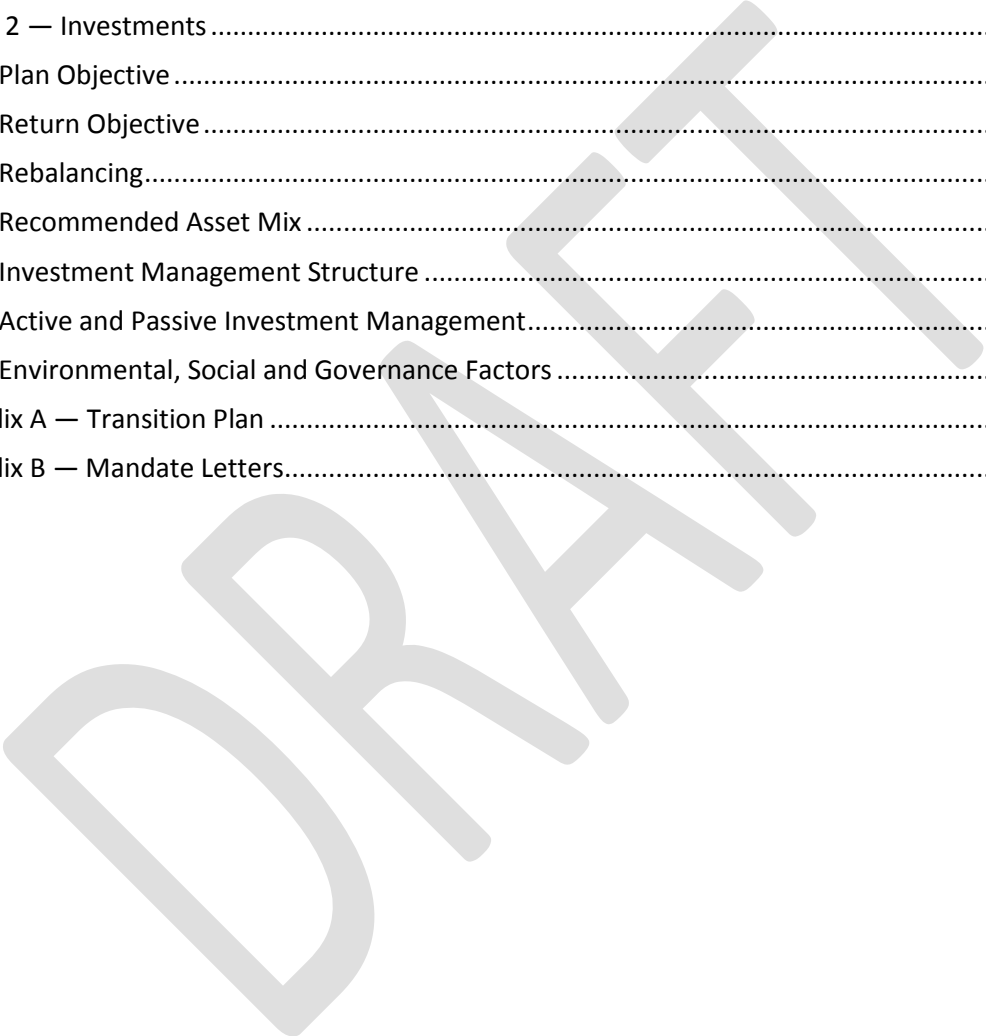 2 — Investments ........................................................................................................
Plan Objective ........................................................................................................
Return Objective ........................................................................................................
Rebalancing ........................................................................................................
Recommended Asset Mix ........................................................................................................
Investment Management Structure ........................................................................................................
Active and Passive Investment Management ........................................................................................................
Environmental, Social and Governance Factors ........................................................................................................
lix A — Transition Plan ........................................................................................................
lix B — Mandate Letters ........................................................................................................
DRAFT